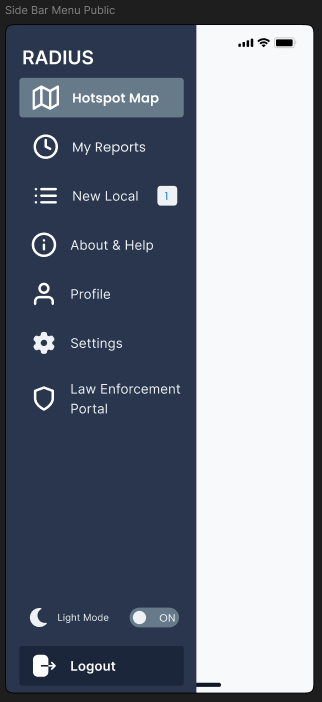 Side Bar Menu Public
RADIUS
Hotspot Map
My Reports
New Local 1
About & Help
Profile
Settings
Law Enforcement
Portal
Light Mode ON
Logout